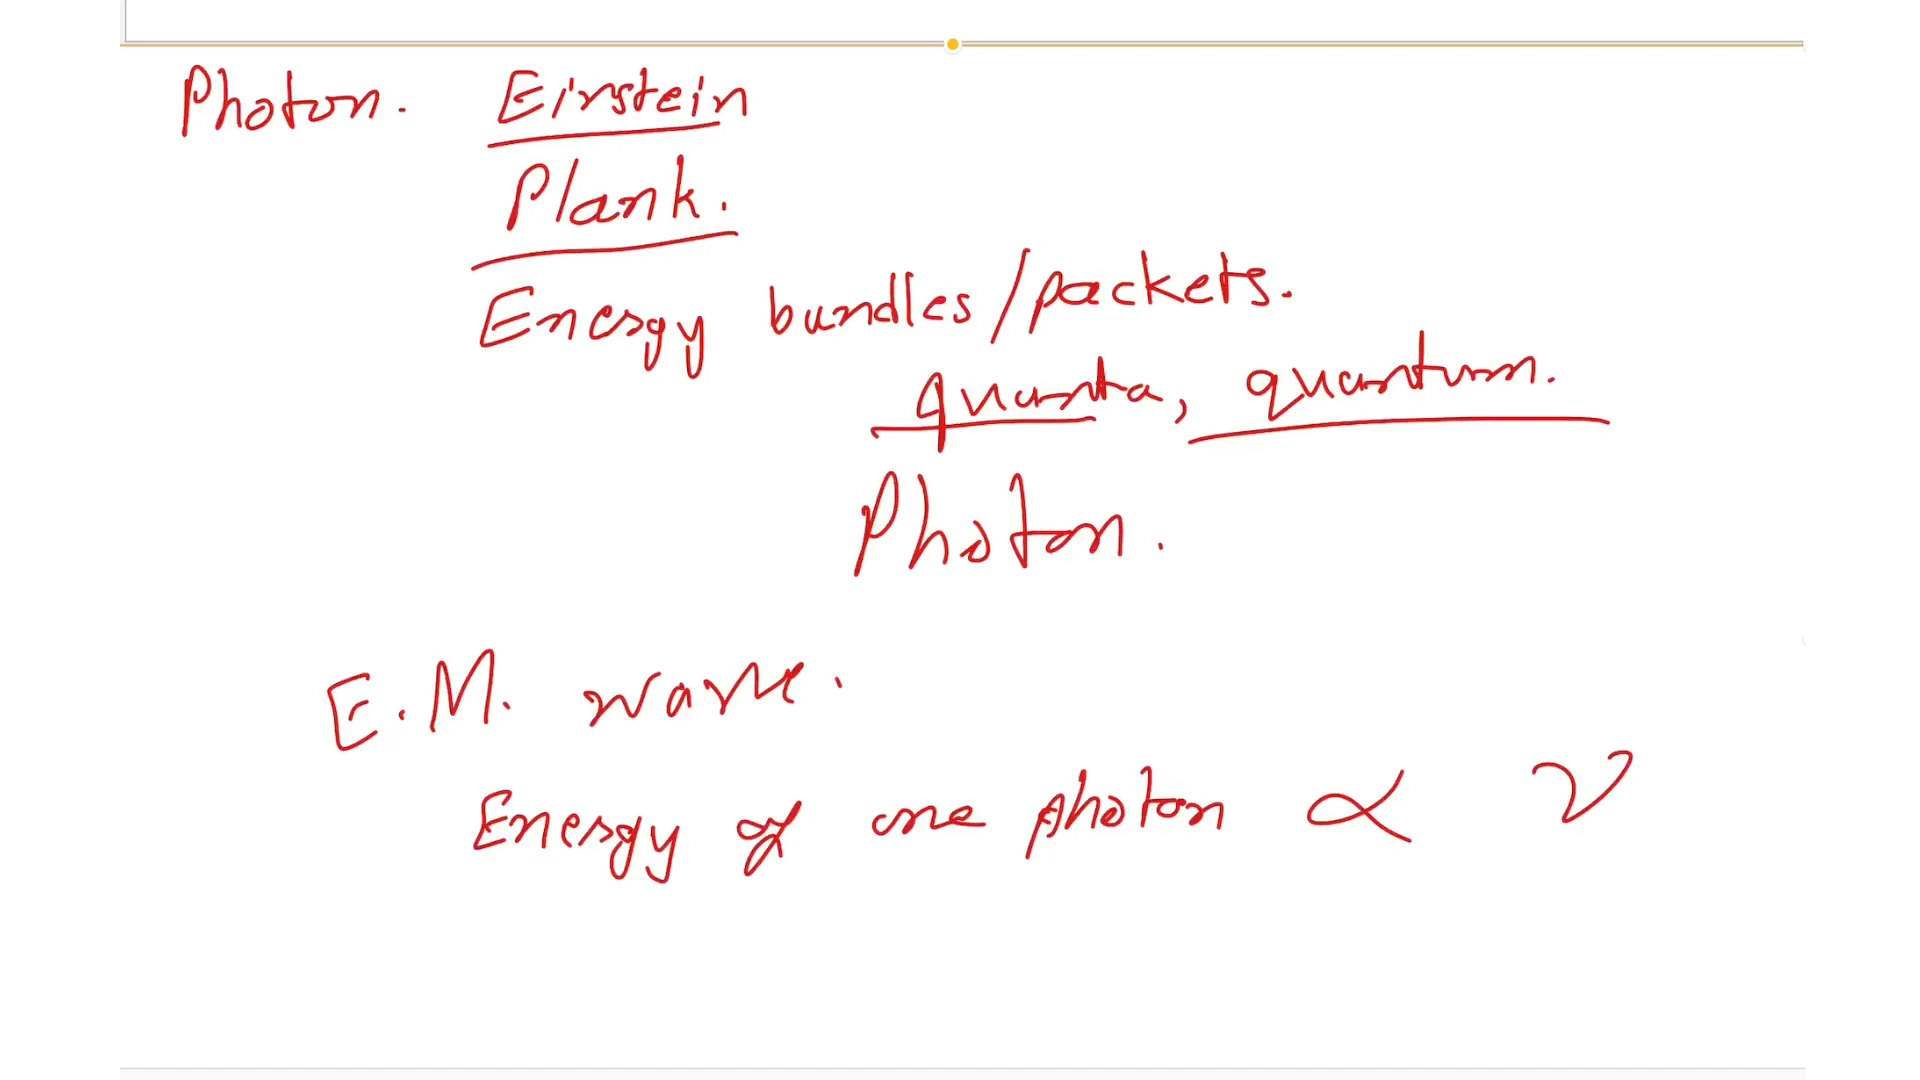 Photon. Einstein
Plank.
Energy bundles/packets.
quanta, quantum.
Photon.
E.M. wave.
Energy of one photon ∝ ν